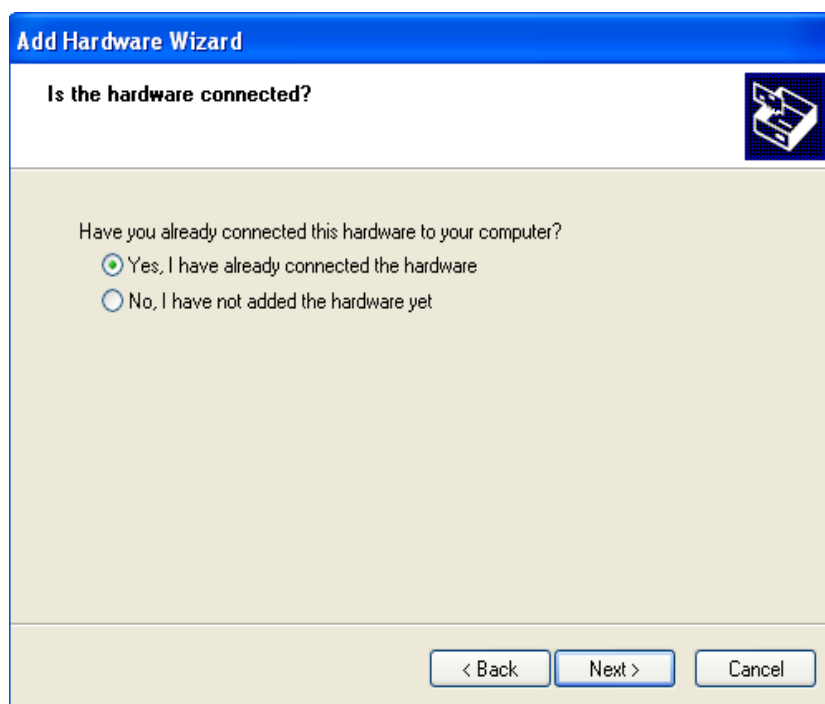 Add Hardware Wizard
Is the hardware connected?
Have you already connected this hardware to your computer?
Yes, I have already connected the hardware
No, I have not added the hardware yet
< Back Next > Cancel